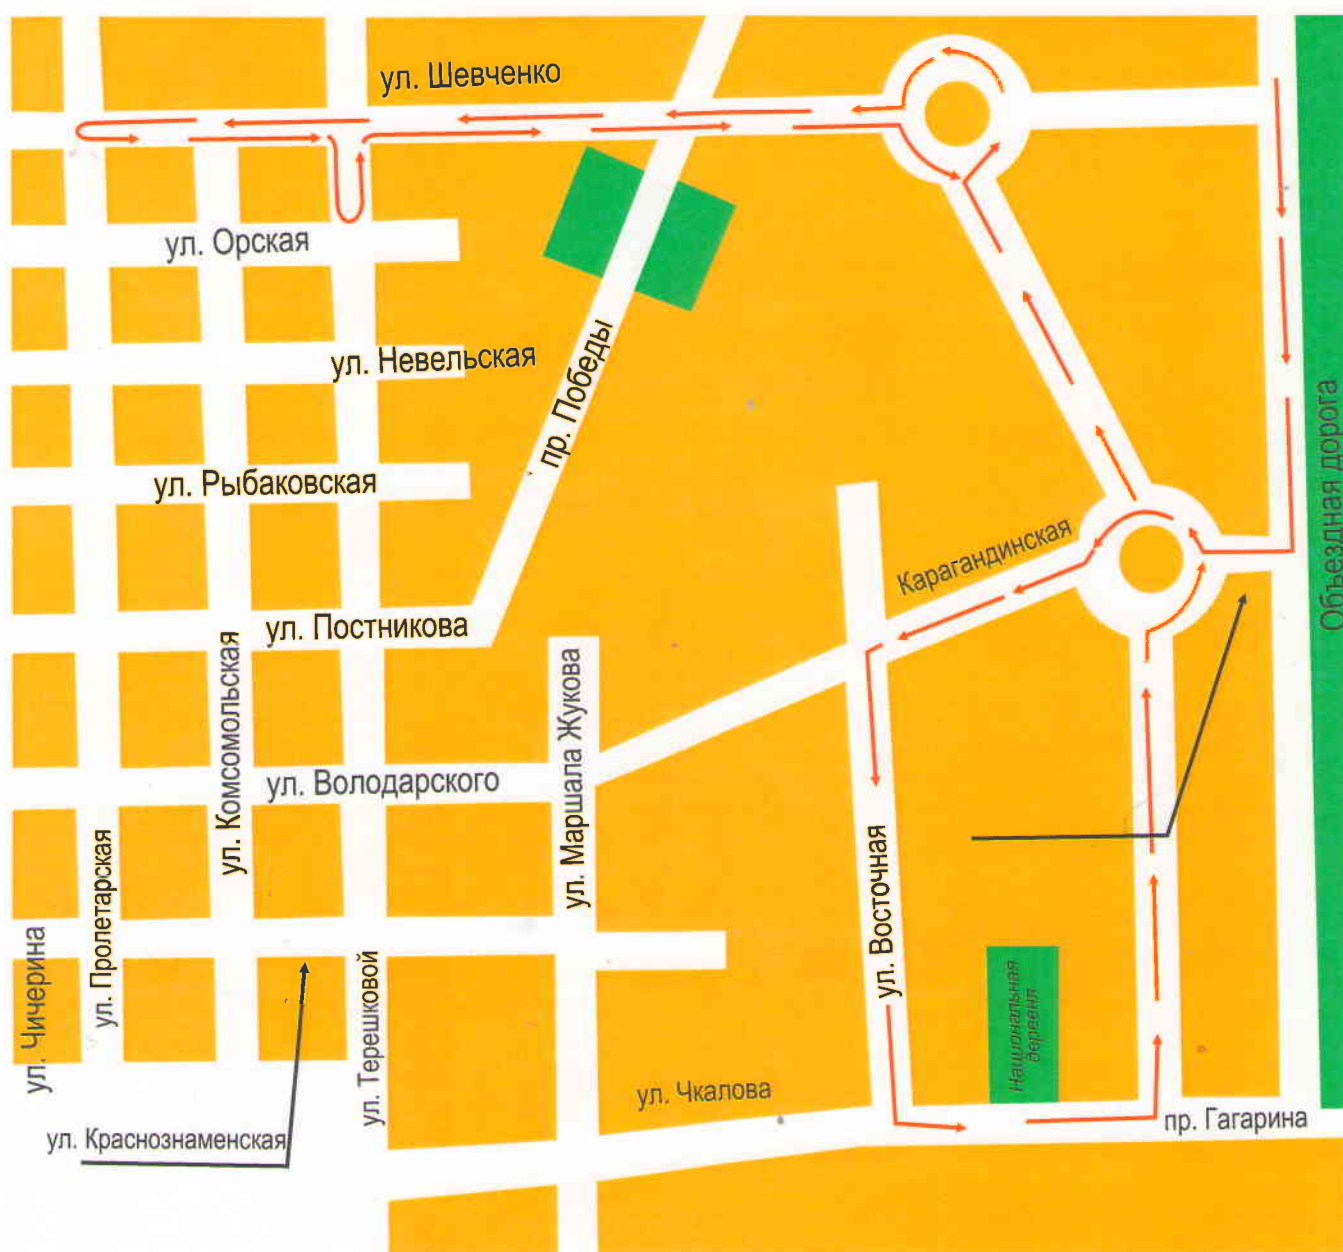 ул. Шевченко
ул. Орская
ул. Невельская
пр. Победы
ул. Рыбаковская
Объездная дорога
Карагандинская
ул. Постникова
ул. Комсомольская
ул. Маршала Жукова
ул. Володарского
ул. Пролетарская
ул. Восточная
ул. Чичерина
ул. Терешковой
Национальная
деревня
ул. Чкалова
пр. Гагарина
ул. Краснознаменская